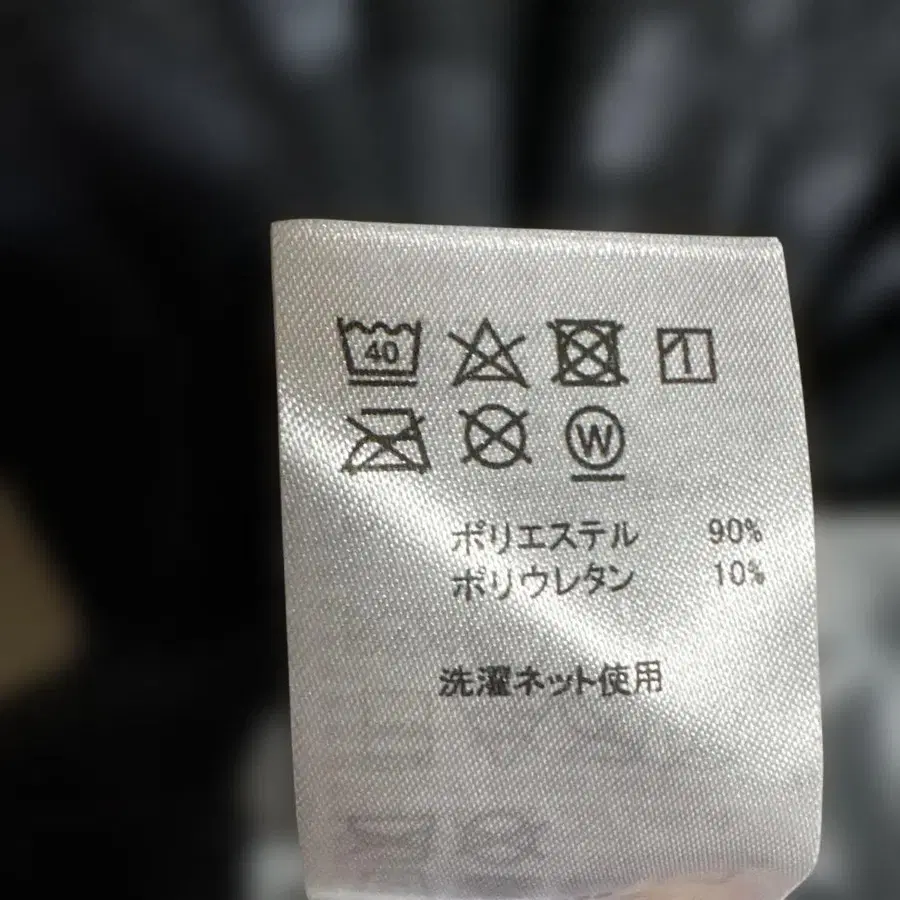 40
W
ポリエステル 90%
ポリウレタン 10%
洗濯ネット使用